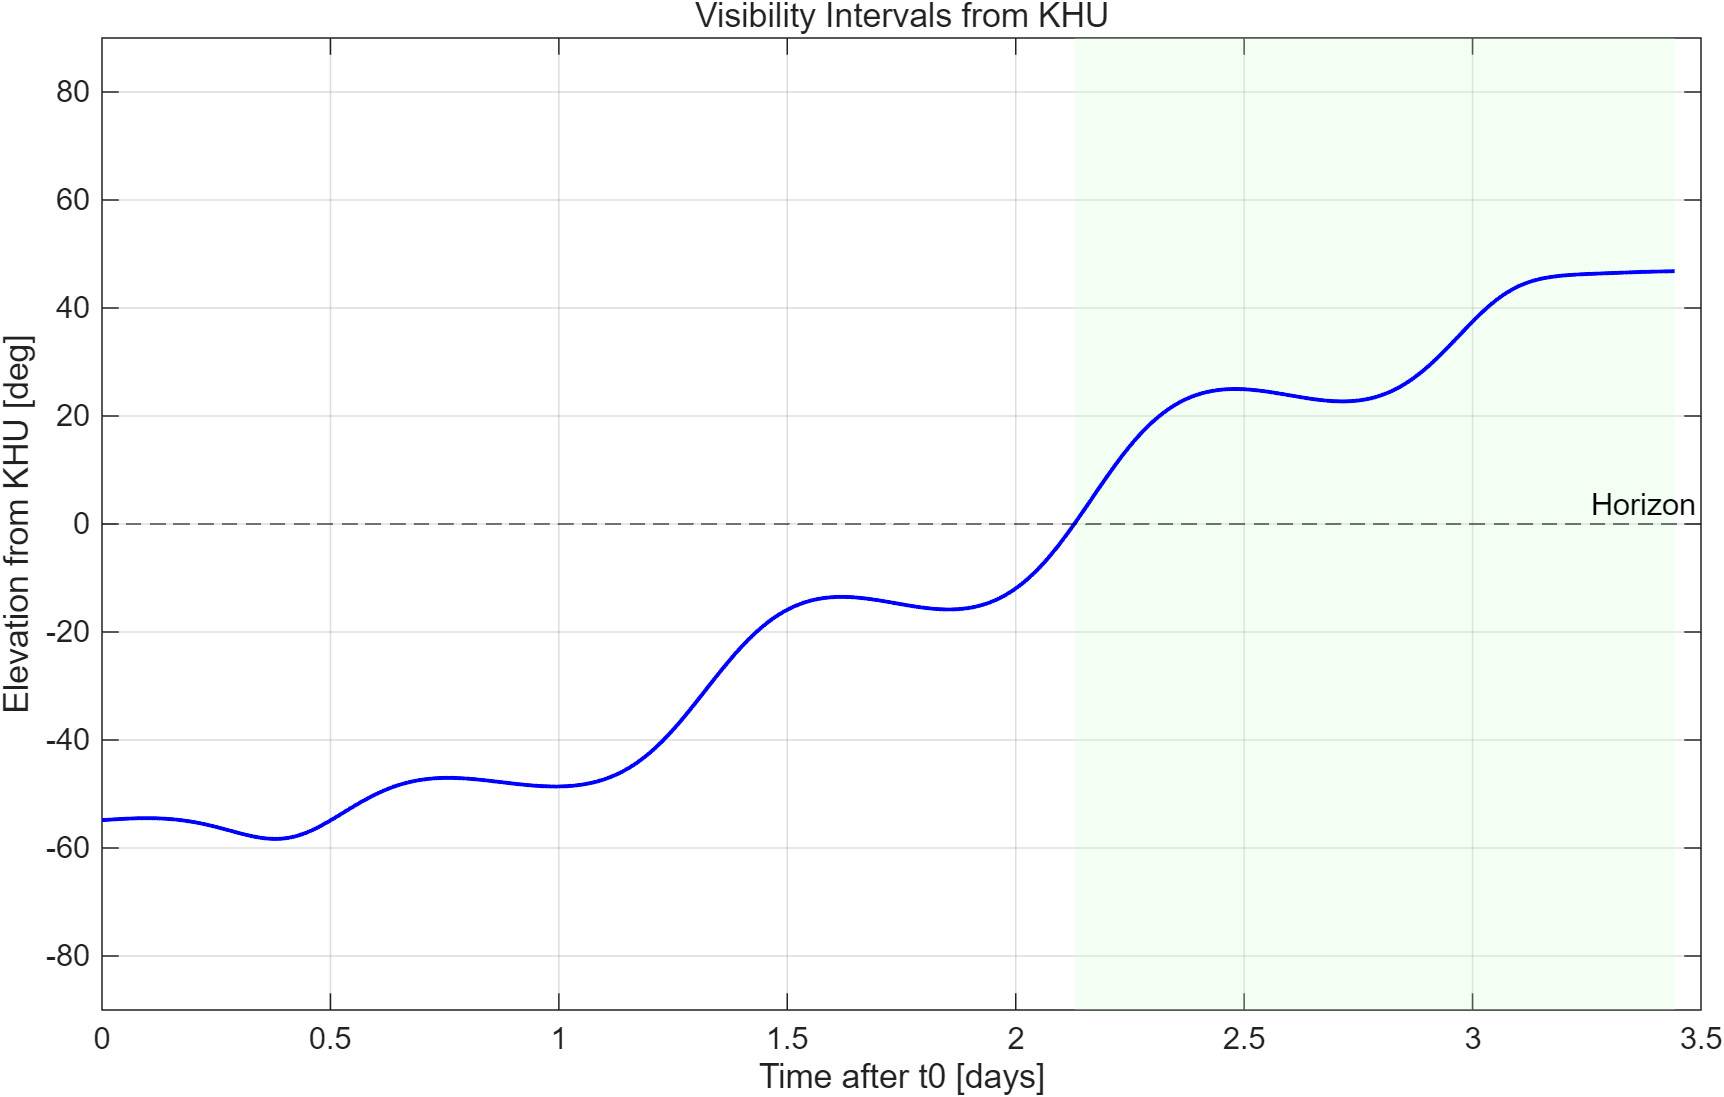 Visibility Intervals from KHU
Elevation from KHU [deg]
80
60
40
20
0
-20
-40
-60
-80
Horizon
0 0.5 1 1.5 2 2.5 3 3.5
Time after t0 [days]